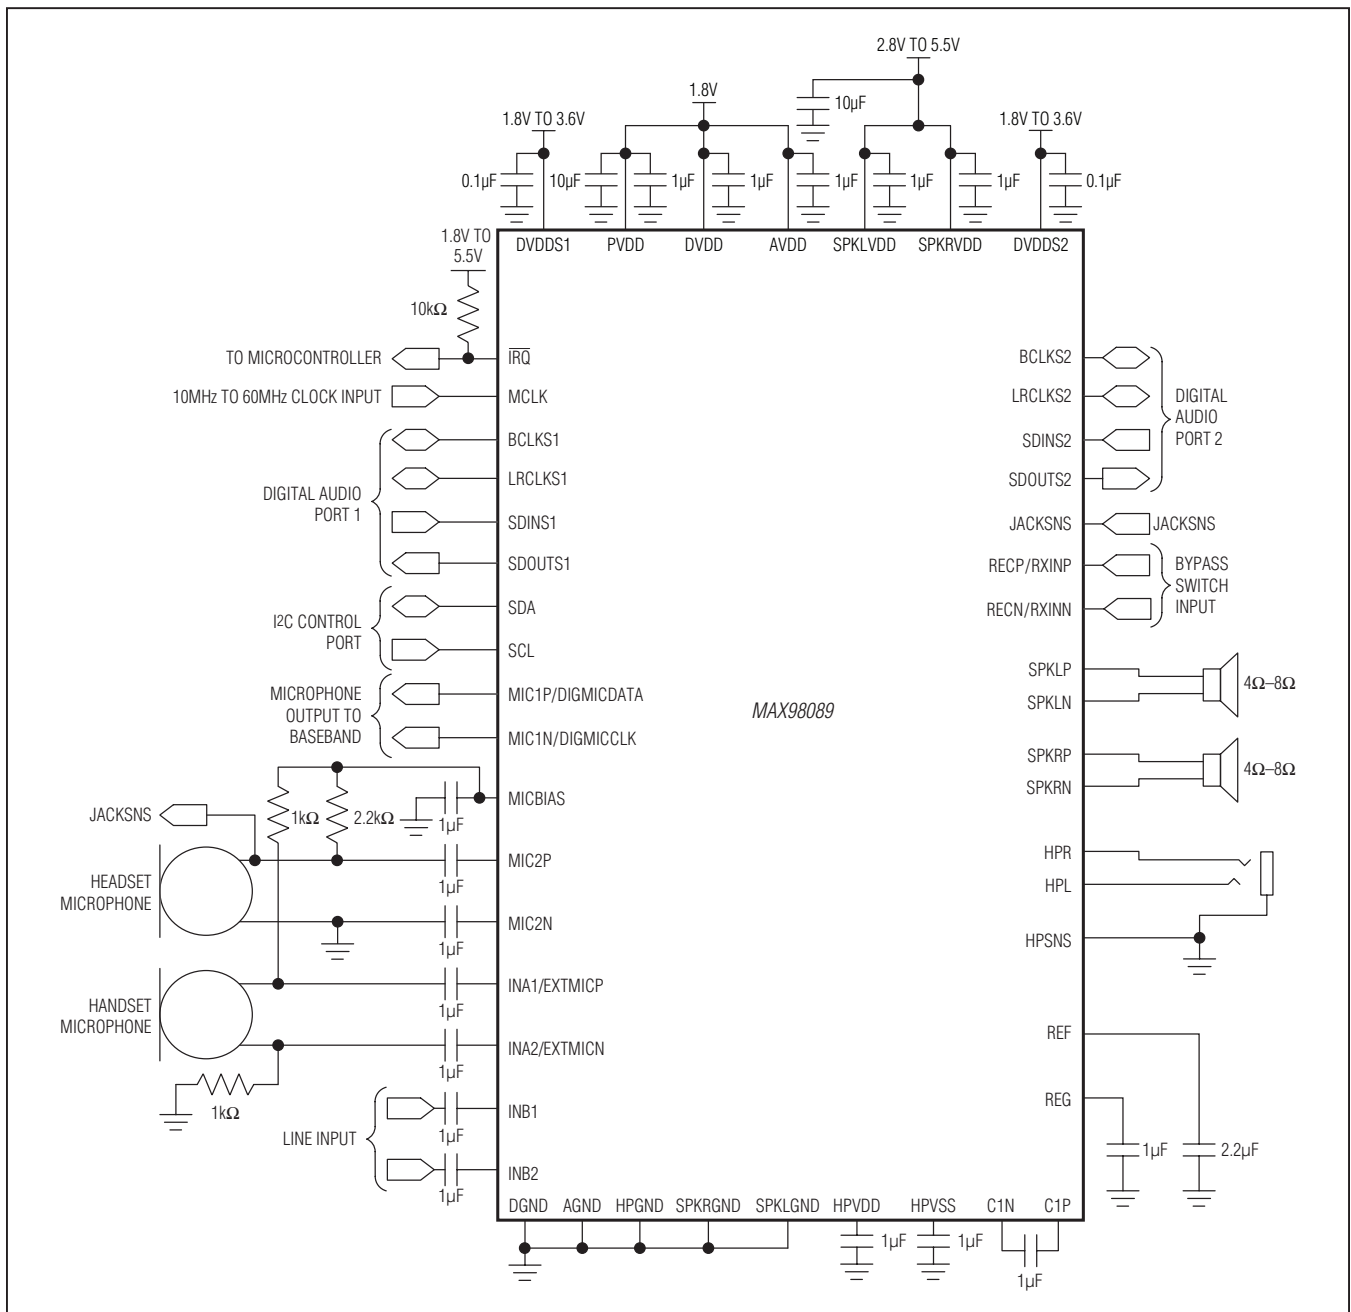 2.8V TO 5.5V
1.8V
10µF
1.8V TO 3.6V
1.8V TO 3.6V
0.1µF
10µF
1µF
1µF
1µF
1µF
1µF
0.1µF
1.8V TO
5.5V
DVDDS1
PVDD
DVDD
AVDD
SPKLVDD
SPKRVDD
DVDDS2
10kΩ
TO MICROCONTROLLER
IRQ
10MHz TO 60MHz CLOCK INPUT
MCLK
DIGITAL AUDIO
PORT 1
BCLKS1
LRCLKS1
SDINS1
SDOUTS1
I2C CONTROL
PORT
SDA
SCL
MICROPHONE
OUTPUT TO
BASEBAND
MIC1P/DIGMICDATA
MIC1N/DIGMICCLK
MAX98089
BCLKS2
LRCLKS2
SDINS2
SDOUTS2
DIGITAL
AUDIO
PORT 2
JACKSNS
JACKSNS
RECP/RXINP
RECN/RXINN
BYPASS
SWITCH
INPUT
SPKLP
SPKLN
4Ω–8Ω
SPKRP
SPKRN
4Ω–8Ω
JACKSNS
1kΩ
2.2kΩ
1µF
MICBIAS
HEADSET
MICROPHONE
1µF
MIC2P
1µF
MIC2N
HPR
HPL
HPSNS
HANDSET
MICROPHONE
1µF
INA1/EXTMICP
1µF
INA2/EXTMICN
1kΩ
REF
REG
1µF
2.2µF
LINE INPUT
1µF
INB1
1µF
INB2
DGND
AGND
HPGND
SPKRGND
SPKLGND
HPVDD
HPVSS
C1N
C1P
1µF
1µF
1µF